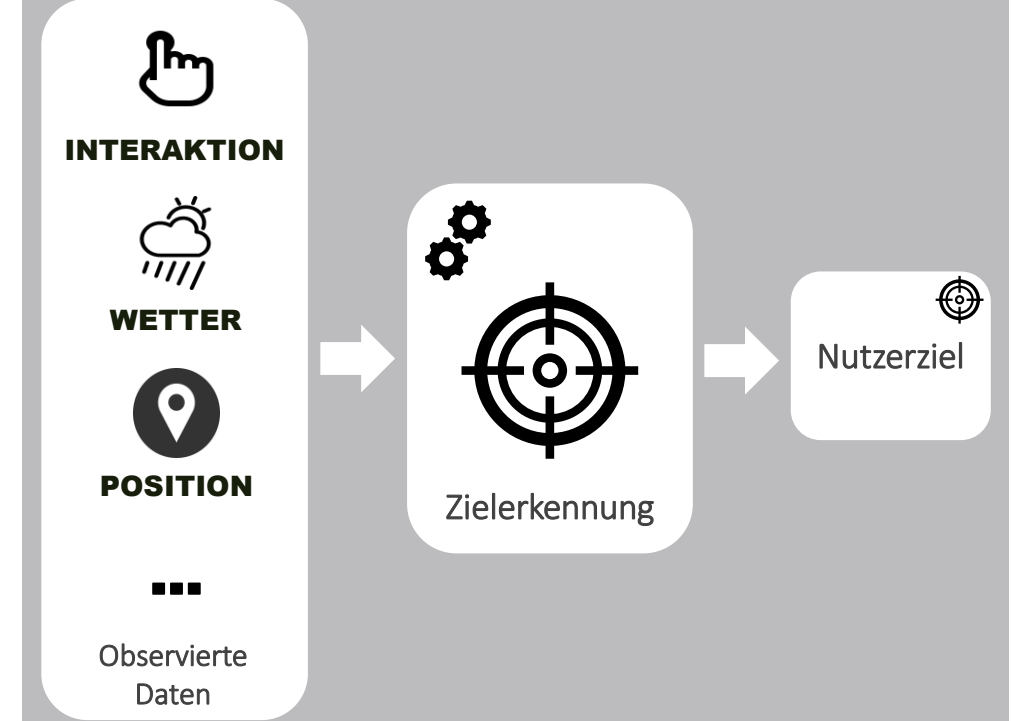 INTERAKTION
WETTER
POSITION
...
Observierte
Daten
Zielerkennung
Nutzerziel